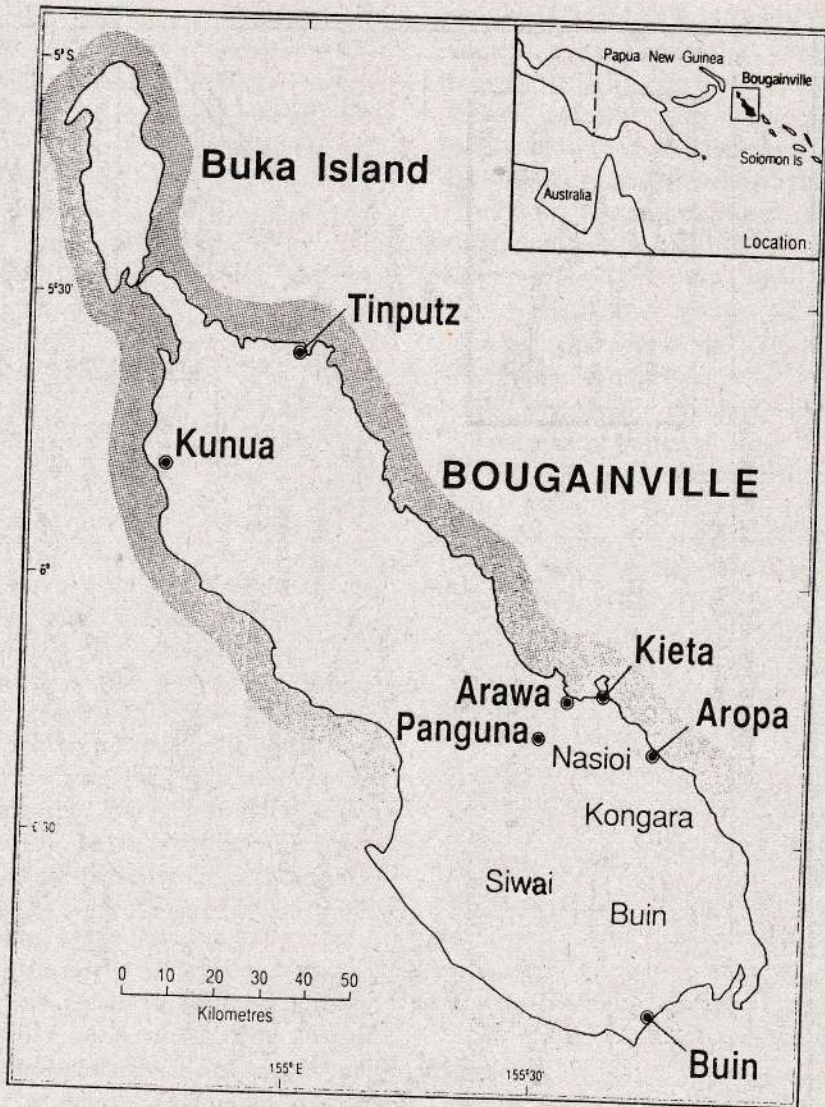 5° S
Papua New Guinea
Bougainville
Solomon Is
Australia
Location:
Buka Island
5°30'
Tinputz
Kunua
BOUGAINVILLE
6°
Kieta
Arawa
Aropa
Panguna
Nasioi
Kongara
Siwai
Buin
0 10 20 30 40 50
Kilometres
155° E
155°30'
Buin